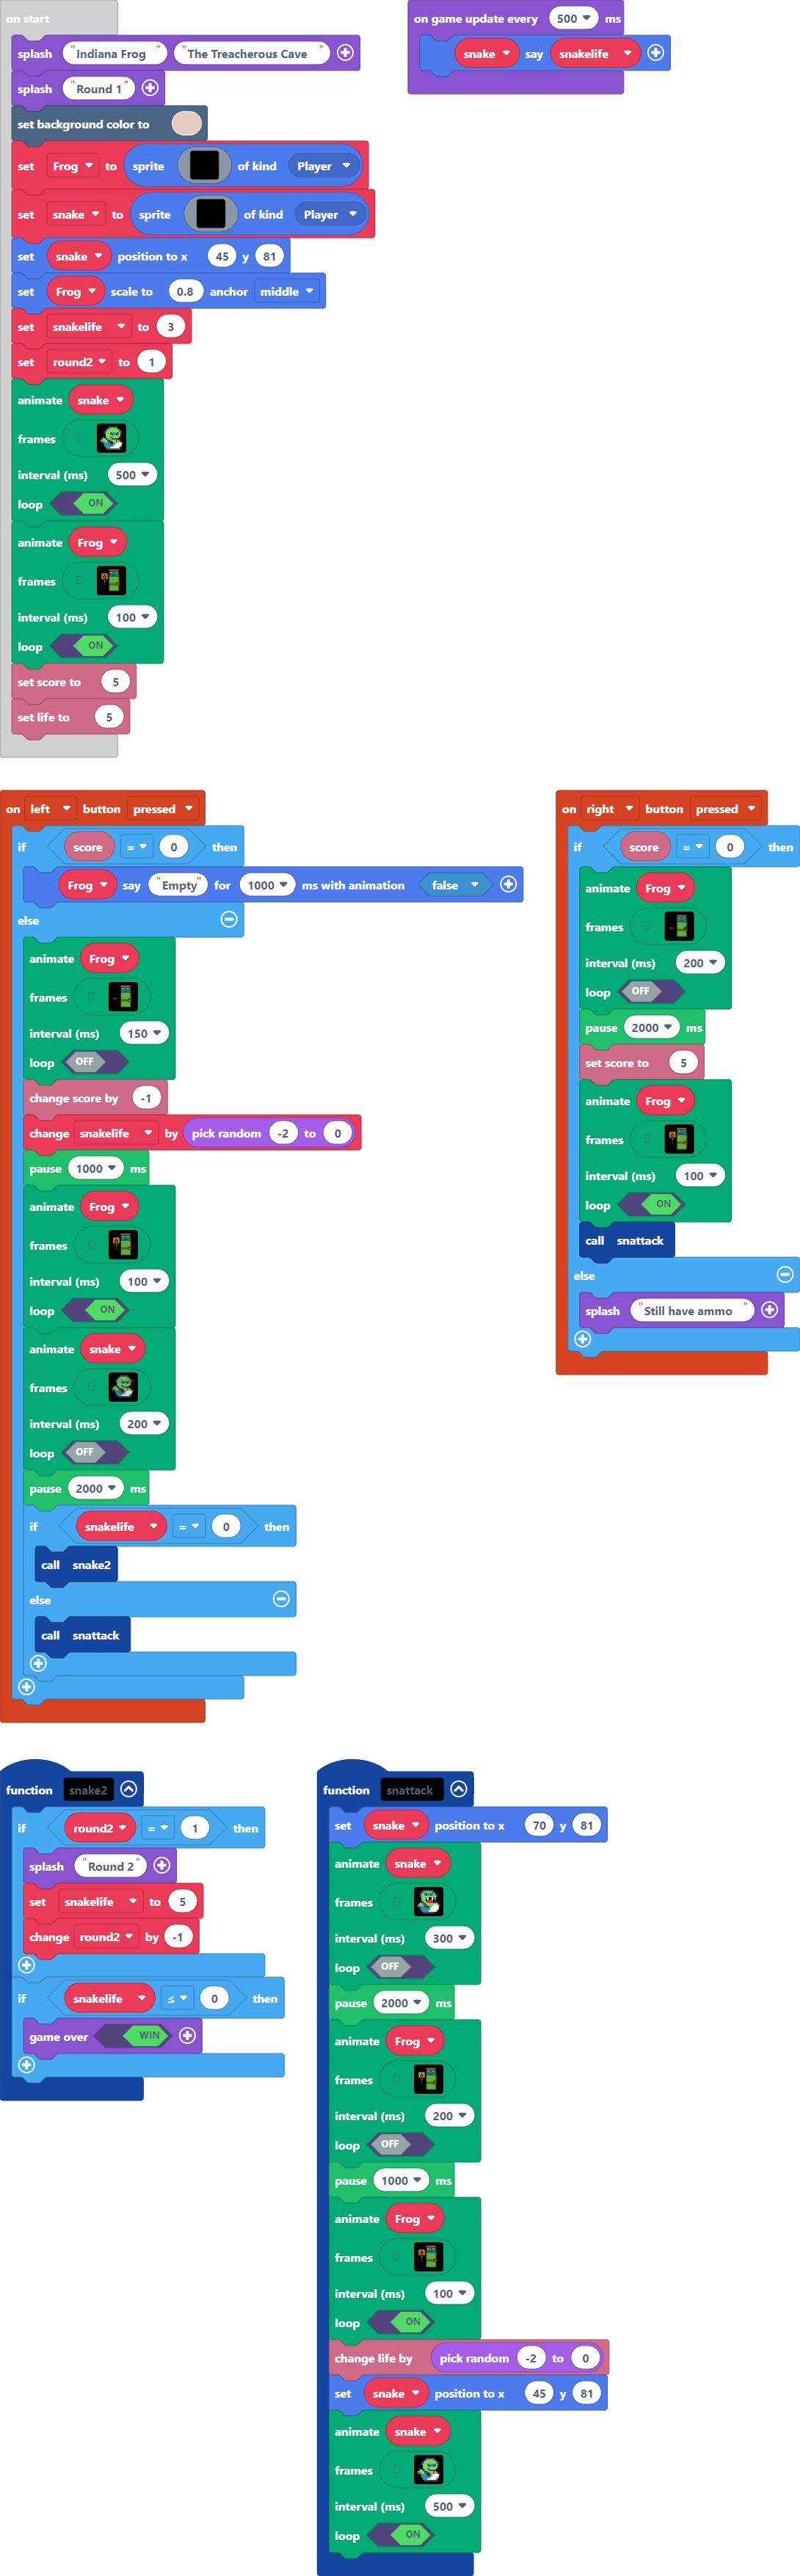 on start
splash "Indiana Frog" "The Treacherous Cave"
splash "Round 1"
set background color to
set Frog to sprite of kind Player
set snake to sprite of kind Player
set snake position to x 45 y 81
set Frog scale to 0.8 anchor middle
set snakelife to 3
set round2 to 1
animate snake
frames
interval (ms) 500
loop ON
animate Frog
frames
interval (ms) 100
loop ON
set score to 5
set life to 5
on game update every 500 ms
snake say snakelife
on left button pressed
if score = 0 then
Frog say "Empty" for 1000 ms with animation false
else
animate Frog
frames
interval (ms) 150
loop OFF
change score by -1
change snakelife by pick random -2 to 0
pause 1000 ms
animate Frog
frames
interval (ms) 100
loop ON
animate snake
frames
interval (ms) 200
loop OFF
pause 2000 ms
if snakelife = 0 then
call snake2
else
call snattack
on right button pressed
if score = 0 then
animate Frog
frames
interval (ms) 200
loop OFF
pause 2000 ms
set score to 5
animate Frog
frames
interval (ms) 100
loop ON
call snattack
else
splash "Still have ammo"
function snake2
if round2 = 1 then
splash "Round 2"
set snakelife to 5
change round2 by -1
if snakelife ≤ 0 then
game over WIN
function snattack
set snake position to x 70 y 81
animate snake
frames
interval (ms) 300
loop OFF
pause 2000 ms
animate Frog
frames
interval (ms) 200
loop OFF
pause 1000 ms
animate Frog
frames
interval (ms) 100
loop ON
change life by pick random -2 to 0
set snake position to x 45 y 81
animate snake
frames
interval (ms) 500
loop ON